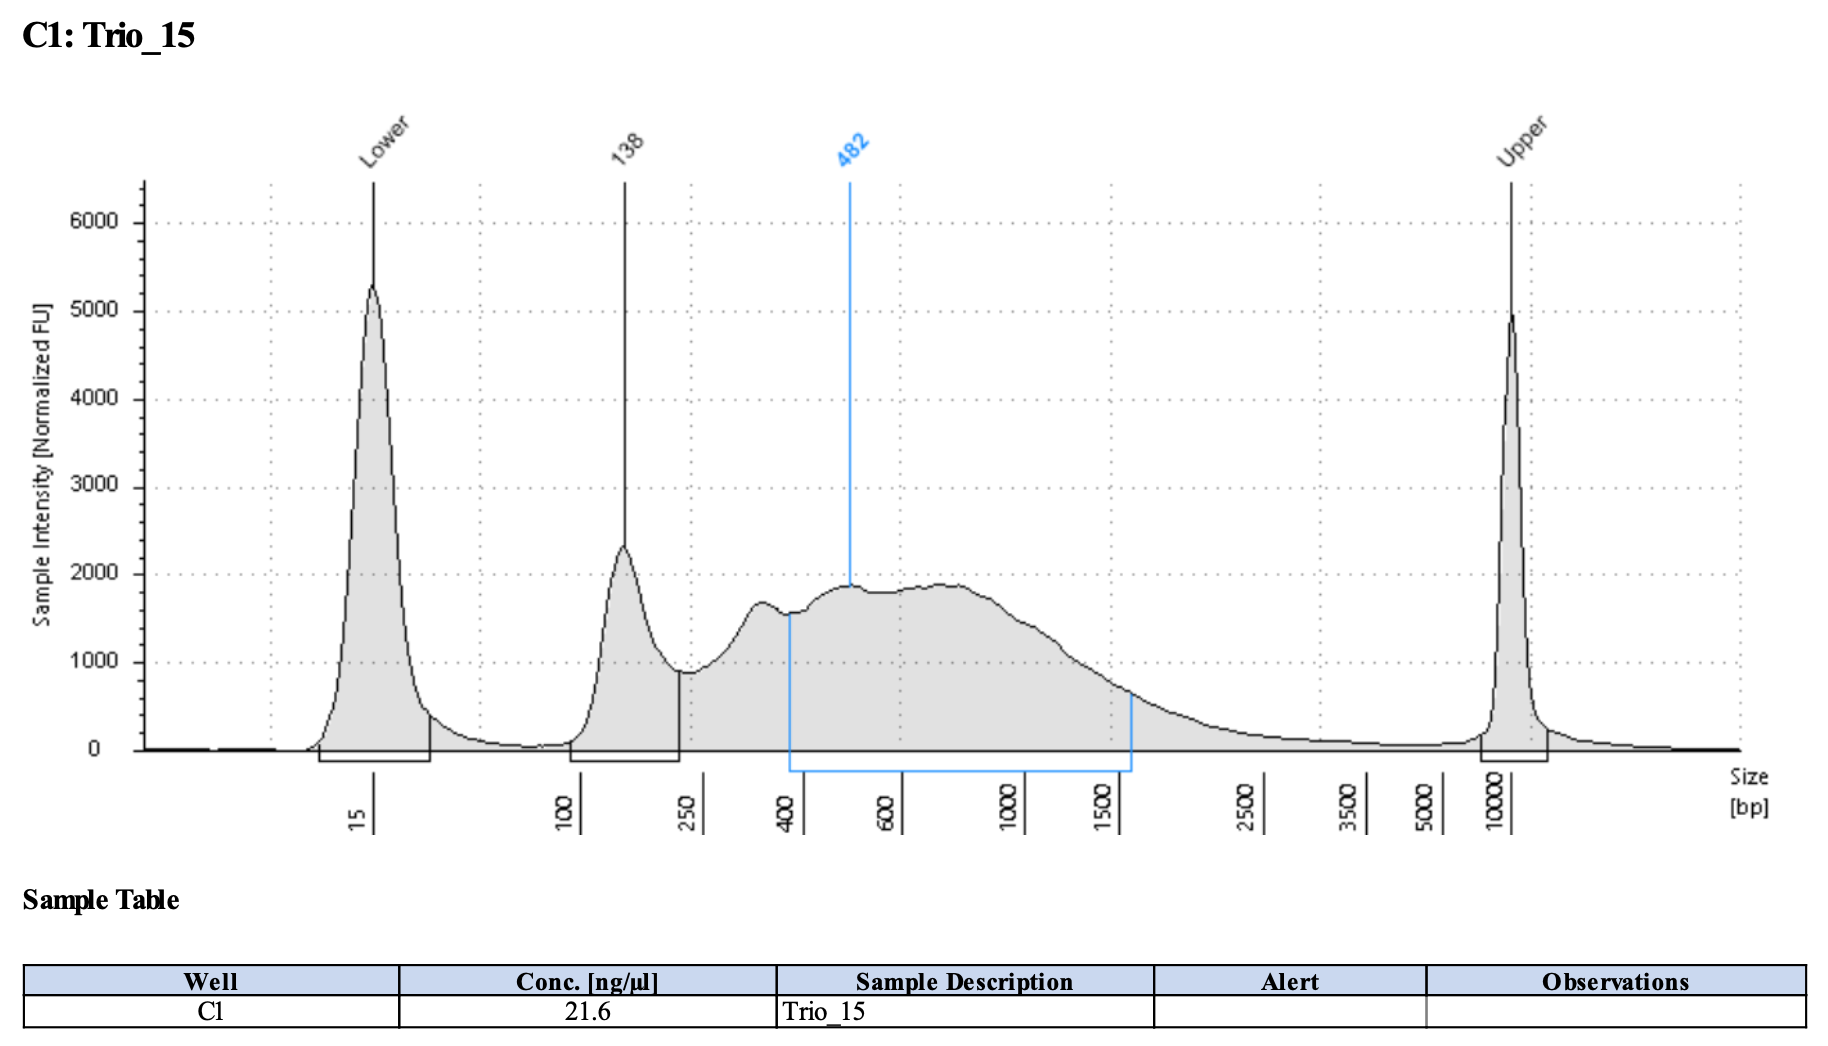 C1: Trio_15
Lower
138
482
Upper
Sample Intensity [Normalized FU]
6000
5000
4000
3000
2000
1000
0
15
100
250
400
600
1000
1500
2500
3500
5000
10000
Size
[bp]
Sample Table
Well Conc. [ng/µl] Sample Description Alert Observations
C1 21.6 Trio_15